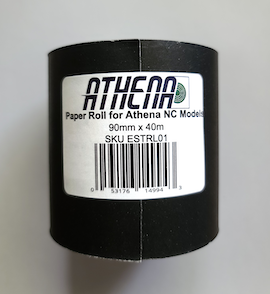 ATHENA
Paper Roll for Athena NC Models
90mm x 40m
SKU ESTRL01
0 53176 14994 3